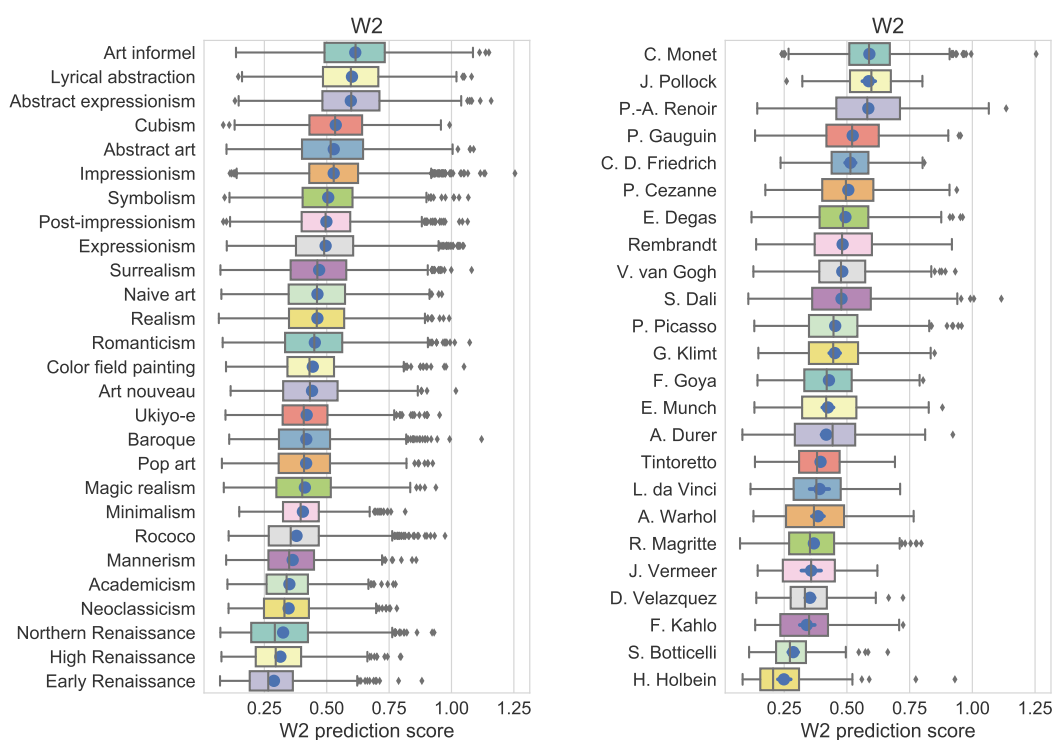 W2
Art informel
Lyrical abstraction
Abstract expressionism
Cubism
Abstract art
Impressionism
Symbolism
Post-impressionism
Expressionism
Surrealism
Naive art
Realism
Romanticism
Color field painting
Art nouveau
Ukiyo-e
Baroque
Pop art
Magic realism
Minimalism
Rococo
Mannerism
Academicism
Neoclassicism
Northern Renaissance
High Renaissance
Early Renaissance
0.25 0.50 0.75 1.00 1.25
W2 prediction score
W2
C. Monet
J. Pollock
P.-A. Renoir
P. Gauguin
C. D. Friedrich
P. Cezanne
E. Degas
Rembrandt
V. van Gogh
S. Dali
P. Picasso
G. Klimt
F. Goya
E. Munch
A. Durer
Tintoretto
L. da Vinci
A. Warhol
R. Magritte
J. Vermeer
D. Velazquez
F. Kahlo
S. Botticelli
H. Holbein
0.25 0.50 0.75 1.00 1.25
W2 prediction score